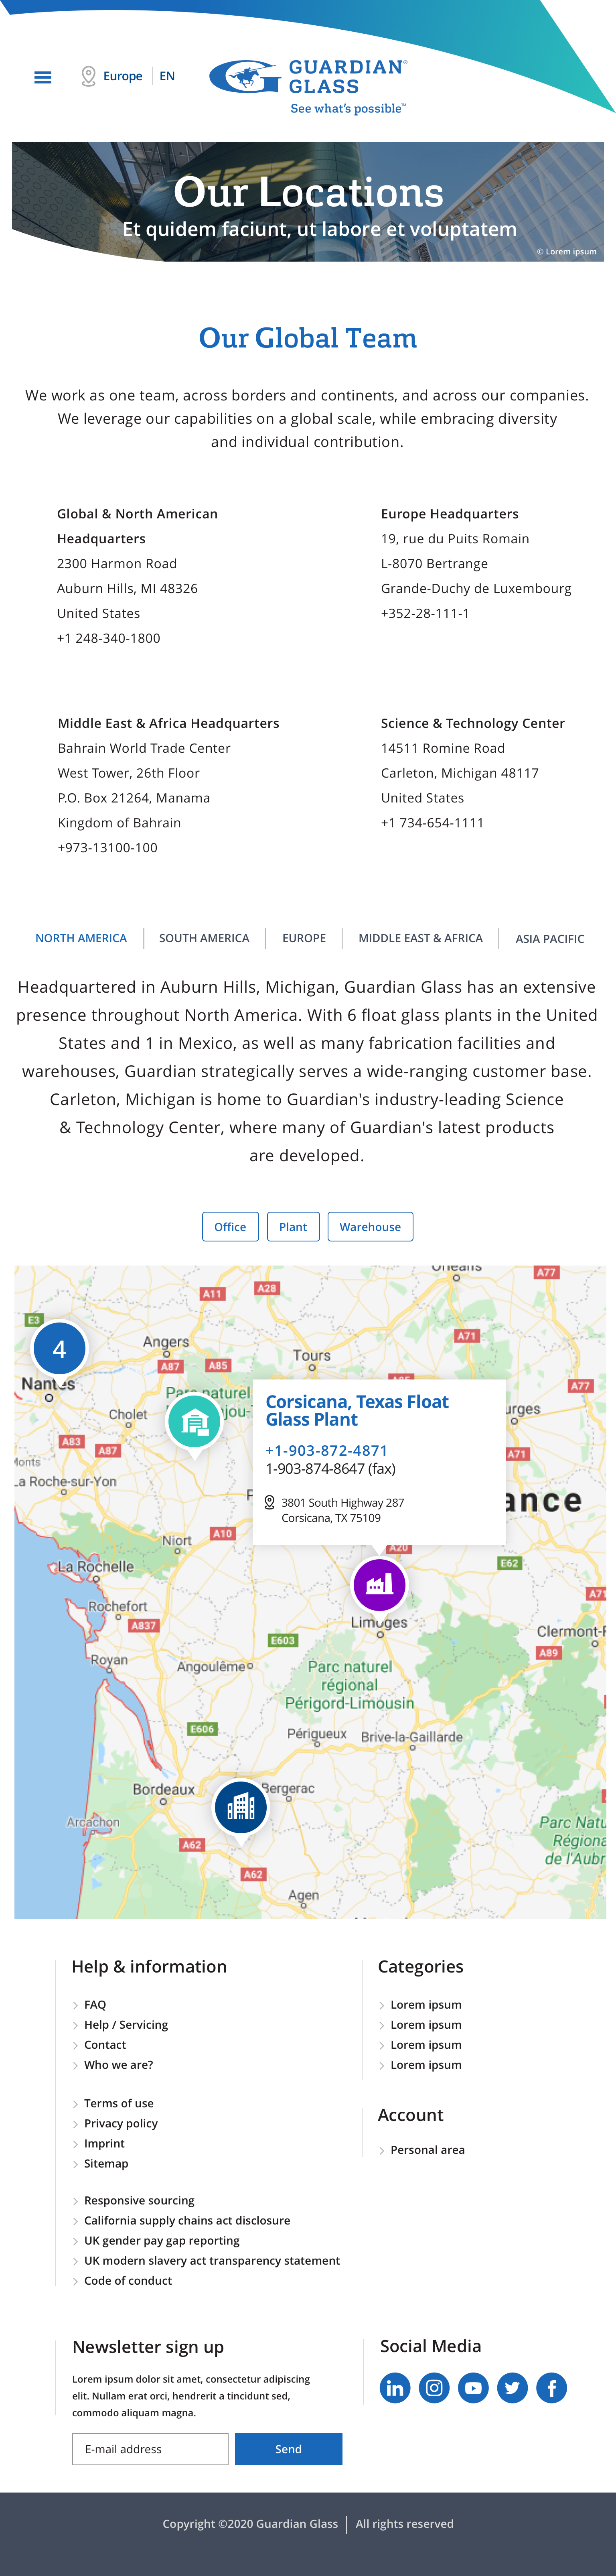 Europe | EN
GUARDIAN®
GLASS
See what's possible™
Our Locations
Et quidem faciunt, ut labore et voluptatem
© Lorem ipsum
Our Global Team
We work as one team, across borders and continents, and across our companies.
We leverage our capabilities on a global scale, while embracing diversity
and individual contribution.
Global & North American
Headquarters
2300 Harmon Road
Auburn Hills, MI 48326
United States
+1 248-340-1800
Europe Headquarters
19, rue du Puits Romain
L-8070 Bertrange
Grande-Duchy de Luxembourg
+352-28-111-1
Middle East & Africa Headquarters
Bahrain World Trade Center
West Tower, 26th Floor
P.O. Box 21264, Manama
Kingdom of Bahrain
+973-13100-100
Science & Technology Center
14511 Romine Road
Carleton, Michigan 48117
United States
+1 734-654-1111
NORTH AMERICA | SOUTH AMERICA | EUROPE | MIDDLE EAST & AFRICA | ASIA PACIFIC
Headquartered in Auburn Hills, Michigan, Guardian Glass has an extensive
presence throughout North America. With 6 float glass plants in the United
States and 1 in Mexico, as well as many fabrication facilities and
warehouses, Guardian strategically serves a wide-ranging customer base.
Carleton, Michigan is home to Guardian's industry-leading Science
& Technology Center, where many of Guardian's latest products
are developed.
Office Plant Warehouse
Orléans
A77
A28
A11
E3
4
Angers
A71
Tours
A87
A85
Nantes
A77
Cholet
Corsicana, Texas Float
Glass Plant
+1-903-872-4871
1-903-874-8647 (fax)
3801 South Highway 287
Corsicana, TX 75109
urges
A83
A87
A71
Monts
La Roche-sur-Yon
ance
A10
Niort
A20
E62
La Rochelle
A71
Rochefort
A837
Limoges
Clermont-F
E603
A89
Royan
Angoulême
Parc naturel
régional
Périgord-Limousin
E606
Périgueux
Brive-la-Gaillarde
Bordeaux
Bergerac
Arcachon
Parc Natu
Régiona
de l'Aubr
A62
A62
Agen
Help & information
FAQ
Help / Servicing
Contact
Who we are?
Terms of use
Privacy policy
Imprint
Sitemap
Responsive sourcing
California supply chains act disclosure
UK gender pay gap reporting
UK modern slavery act transparency statement
Code of conduct
Categories
Lorem ipsum
Lorem ipsum
Lorem ipsum
Lorem ipsum
Account
Personal area
Newsletter sign up
Lorem ipsum dolor sit amet, consectetur adipiscing
elit. Nullam erat orci, hendrerit a tincidunt sed,
commodo aliquam magna.
E-mail address
Send
Social Media
Copyright ©2020 Guardian Glass | All rights reserved